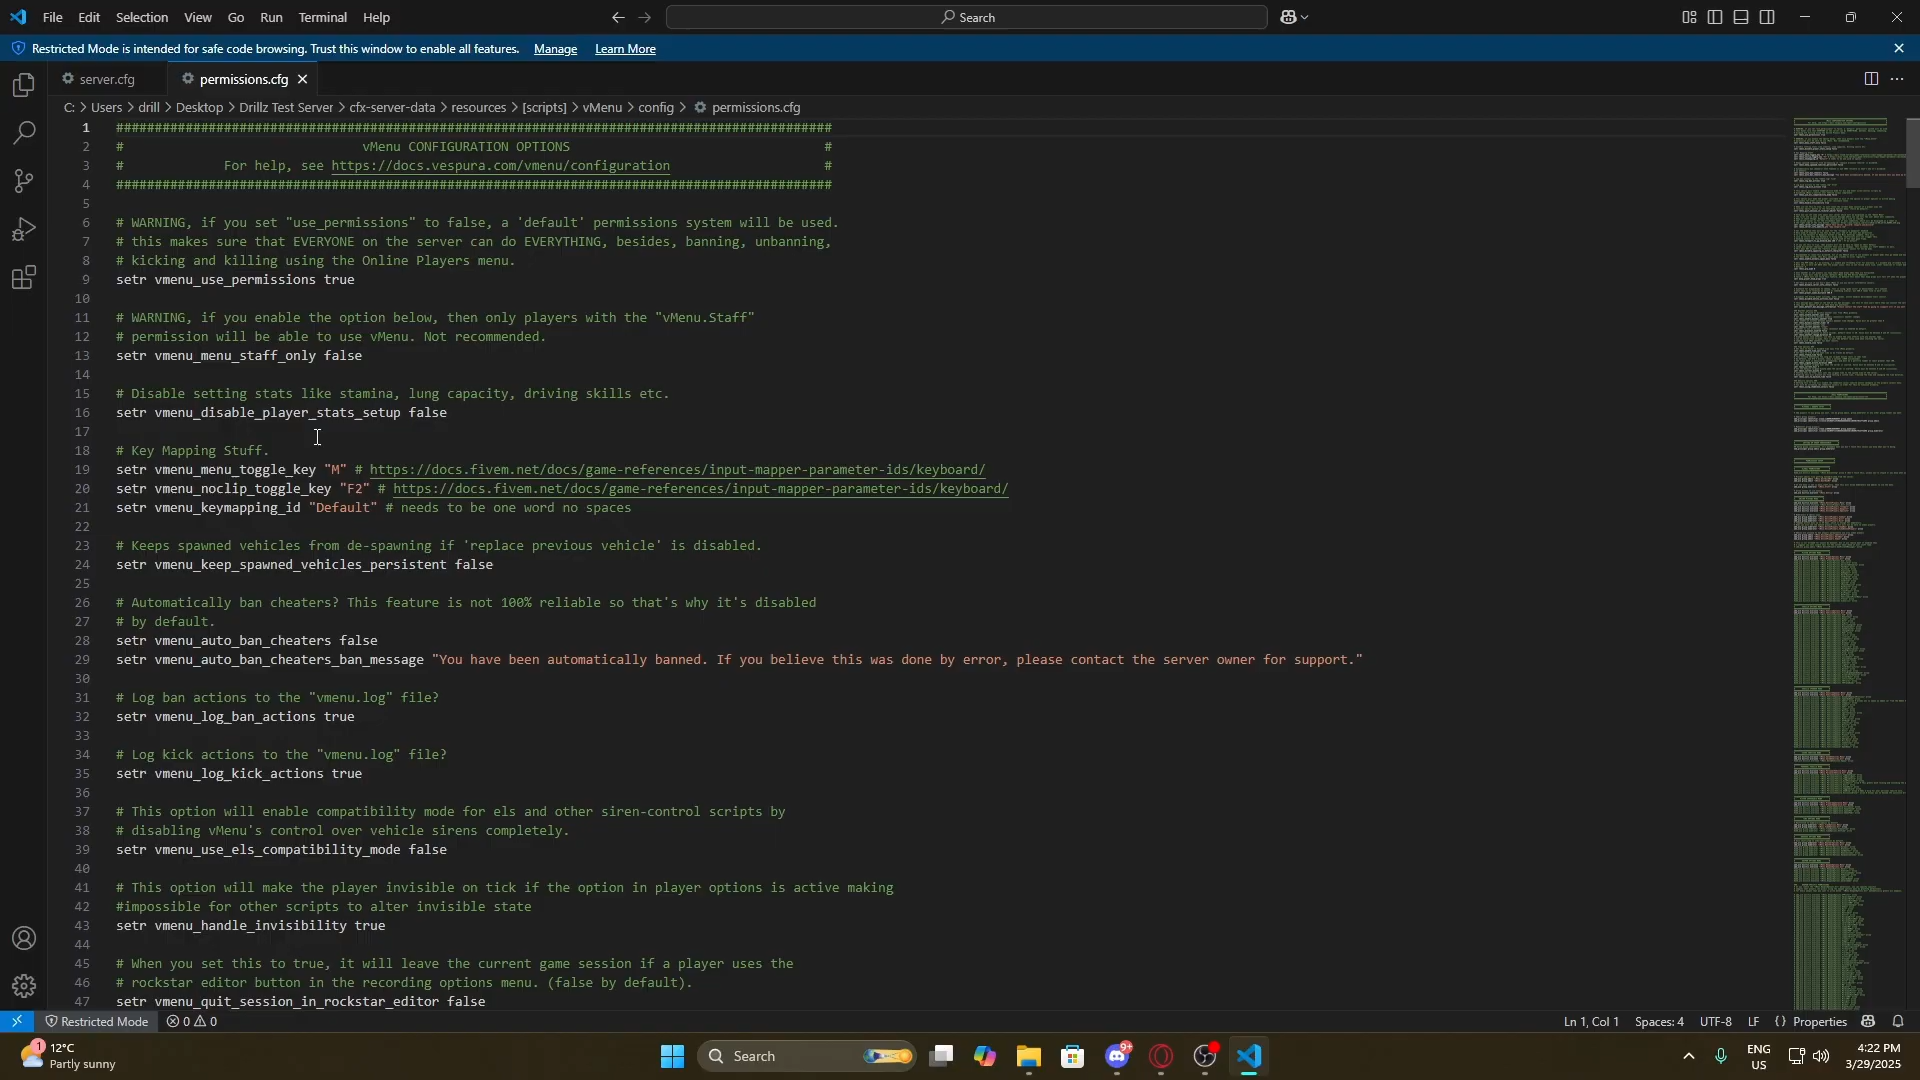 File Edit Selection View Go Run Terminal Help Search
Restricted Mode is intended for safe code browsing. Trust this window to enable all features. Manage Learn More
server.cfg permissions.cfg
C: > Users > drill > Desktop > Drillz Test Server > cfx-server-data > resources > [scripts] > vMenu > config > permissions.cfg
1 #############################################################################################
2 # vMenu CONFIGURATION OPTIONS #
3 # For help, see https://docs.vespura.com/vmenu/configuration #
4 #############################################################################################
5
6 # WARNING, if you set "use_permissions" to false, a 'default' permissions system will be used.
7 # this makes sure that EVERYONE on the server can do EVERYTHING, besides, banning, unbanning,
8 # kicking and killing using the Online Players menu.
9 setr vmenu_use_permissions true
10
11 # WARNING, if you enable the option below, then only players with the "vMenu.Staff"
12 # permission will be able to use vMenu. Not recommended.
13 setr vmenu_menu_staff_only false
14
15 # Disable setting stats like stamina, lung capacity, driving skills etc.
16 setr vmenu_disable_player_stats_setup false
17
18 # Key Mapping Stuff.
19 setr vmenu_menu_toggle_key "M" # https://docs.fivem.net/docs/game-references/input-mapper-parameter-ids/keyboard/
20 setr vmenu_noclip_toggle_key "F2" # https://docs.fivem.net/docs/game-references/input-mapper-parameter-ids/keyboard/
21 setr vmenu_keymapping_id "Default" # needs to be one word no spaces
22
23 # Keeps spawned vehicles from de-spawning if 'replace previous vehicle' is disabled.
24 setr vmenu_keep_spawned_vehicles_persistent false
25
26 # Automatically ban cheaters? This feature is not 100% reliable so that's why it's disabled
27 # by default.
28 setr vmenu_auto_ban_cheaters false
29 setr vmenu_auto_ban_cheaters_ban_message "You have been automatically banned. If you believe this was done by error, please contact the server owner for support."
30
31 # Log ban actions to the "vmenu.log" file?
32 setr vmenu_log_ban_actions true
33
34 # Log kick actions to the "vmenu.log" file?
35 setr vmenu_log_kick_actions true
36
37 # This option will enable compatibility mode for els and other siren-control scripts by
38 # disabling vMenu's control over vehicle sirens completely.
39 setr vmenu_use_els_compatibility_mode false
40
41 # This option will make the player invisible on tick if the option in player options is active making
42 #impossible for other scripts to alter invisible state
43 setr vmenu_handle_invisibility true
44
45 # When you set this to true, it will leave the current game session if a player uses the
46 # rockstar editor button in the recording options menu. (false by default).
47 setr vmenu_quit_session_in_rockstar_editor false
Restricted Mode 0 0 Ln 1, Col 1 Spaces: 4 UTF-8 LF {} Properties
1 12°C
Partly sunny
Search
9+
ENG
US
4:22 PM
3/29/2025